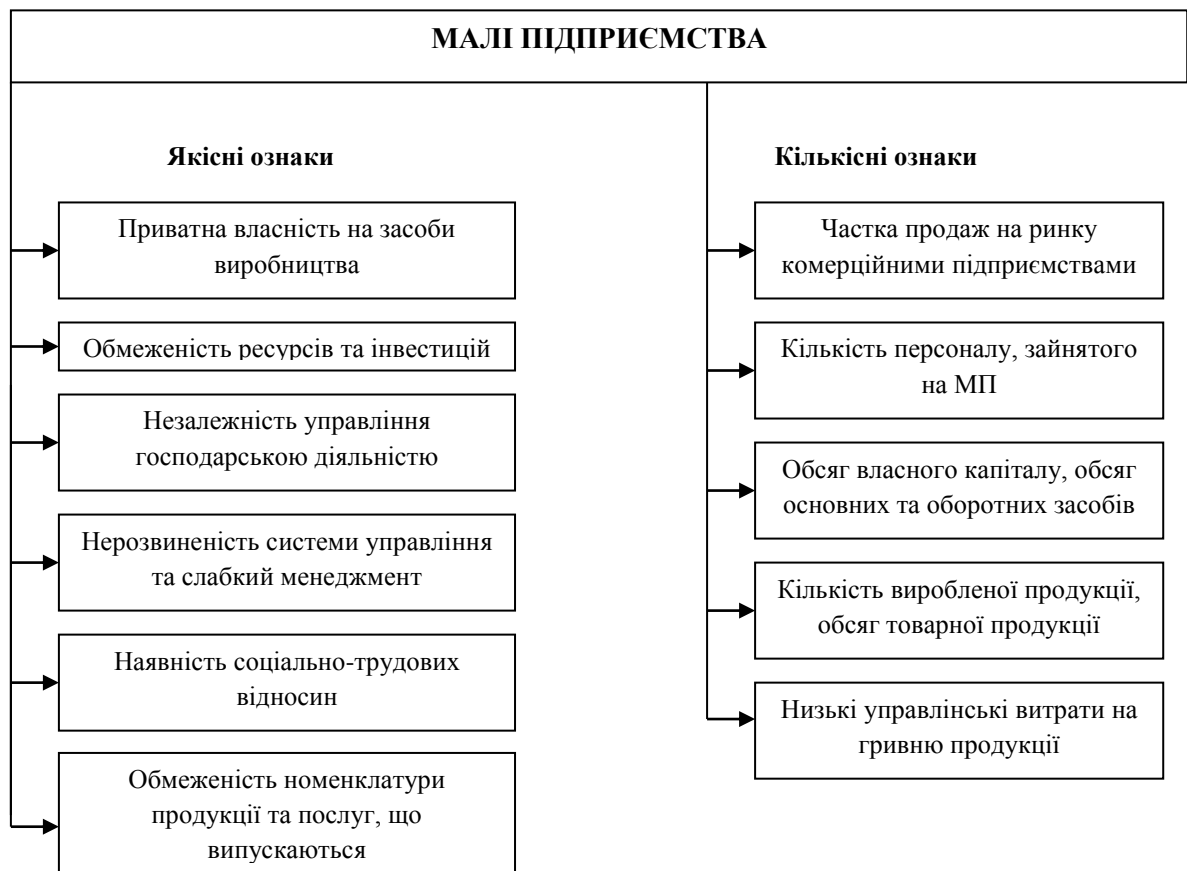 МАЛІ ПІДПРИЄМСТВА
Якісні ознаки
Приватна власність на засоби
виробництва
Обмеженість ресурсів та інвестицій
Незалежність управління
господарською діяльністю
Нерозвиненість системи управління
та слабкий менеджмент
Наявність соціально-трудових
відносин
Обмеженість номенклатури
продукції та послуг, що
випускаються
Кількісні ознаки
Частка продаж на ринку
комерційними підприємствами
Кількість персоналу, зайнятого
на МП
Обсяг власного капіталу, обсяг
основних та оборотних засобів
Кількість виробленої продукції,
обсяг товарної продукції
Низькі управлінські витрати на
гривню продукції